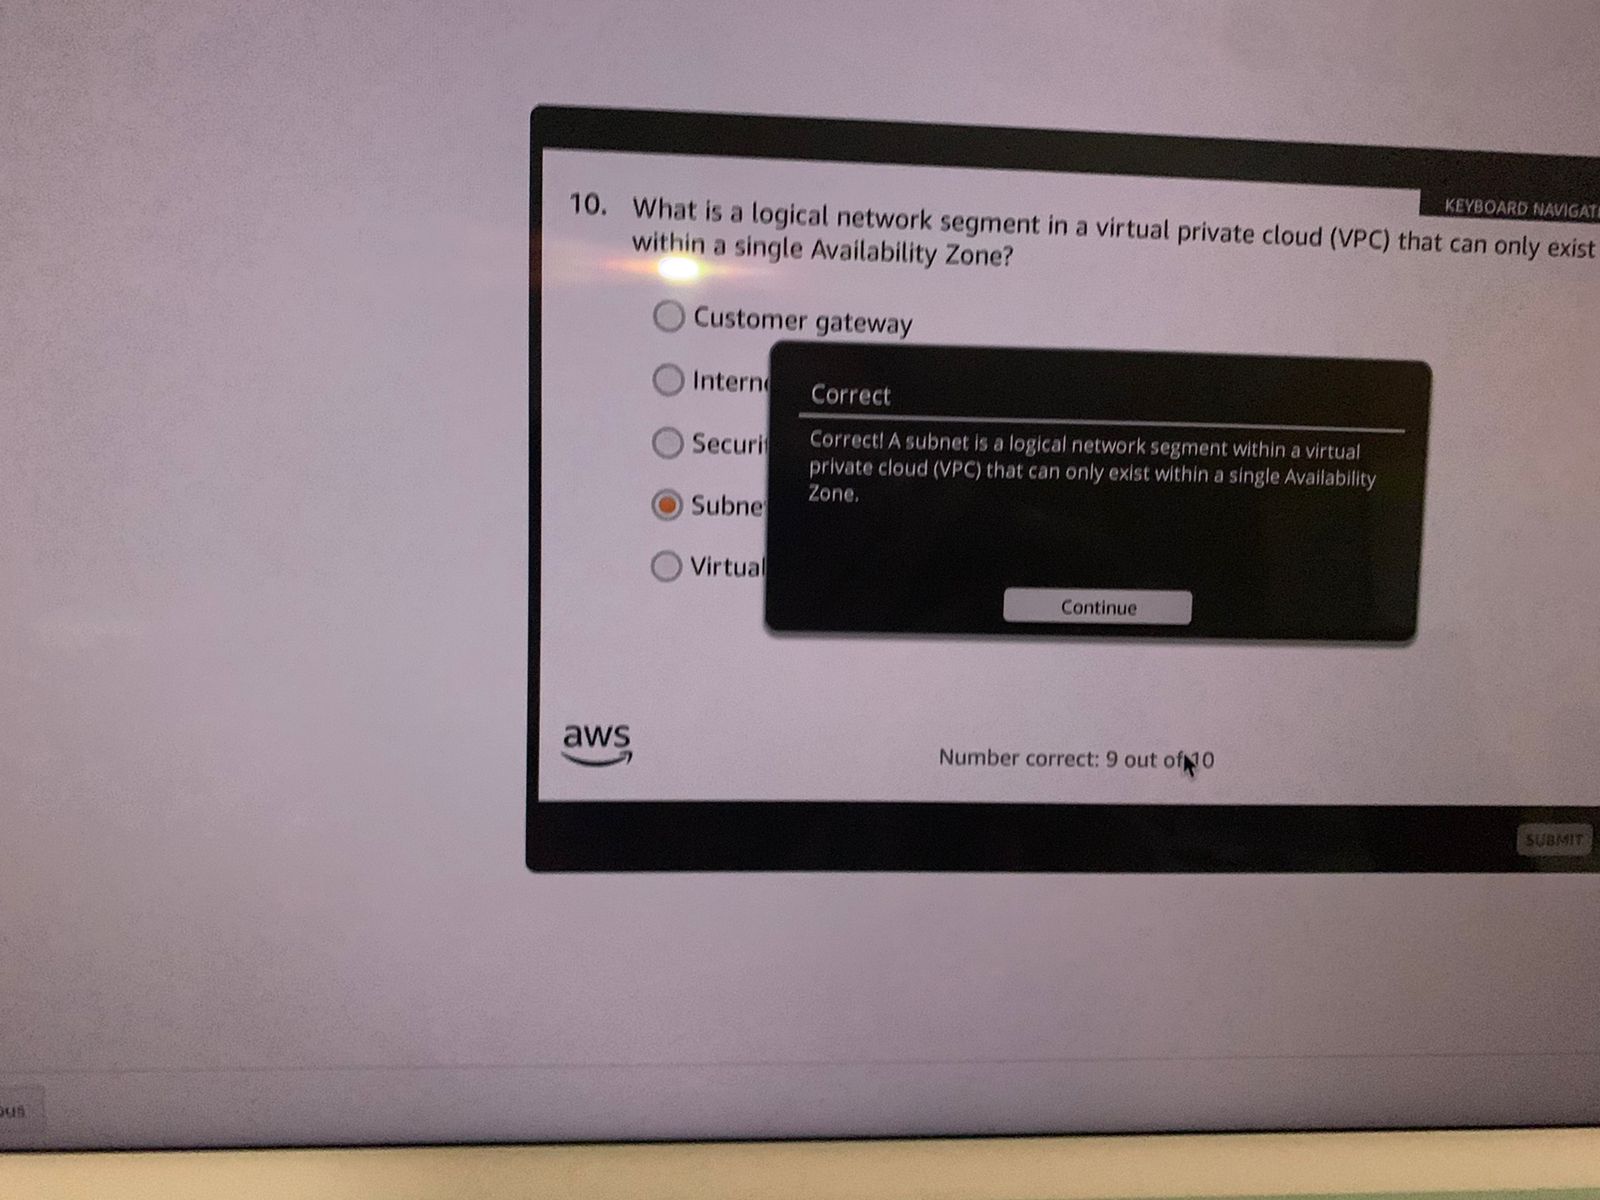 KEYBOARD NAVIGAT
10. What is a logical network segment in a virtual private cloud (VPC) that can only exist
within a single Availability Zone?
Customer gateway
Intern
Securi
Subne
Virtual
Correct
Correct! A subnet is a logical network segment within a virtual
private cloud (VPC) that can only exist within a single Availability
Zone.
Continue
aws
Number correct: 9 out of 10
SUBMIT
ous